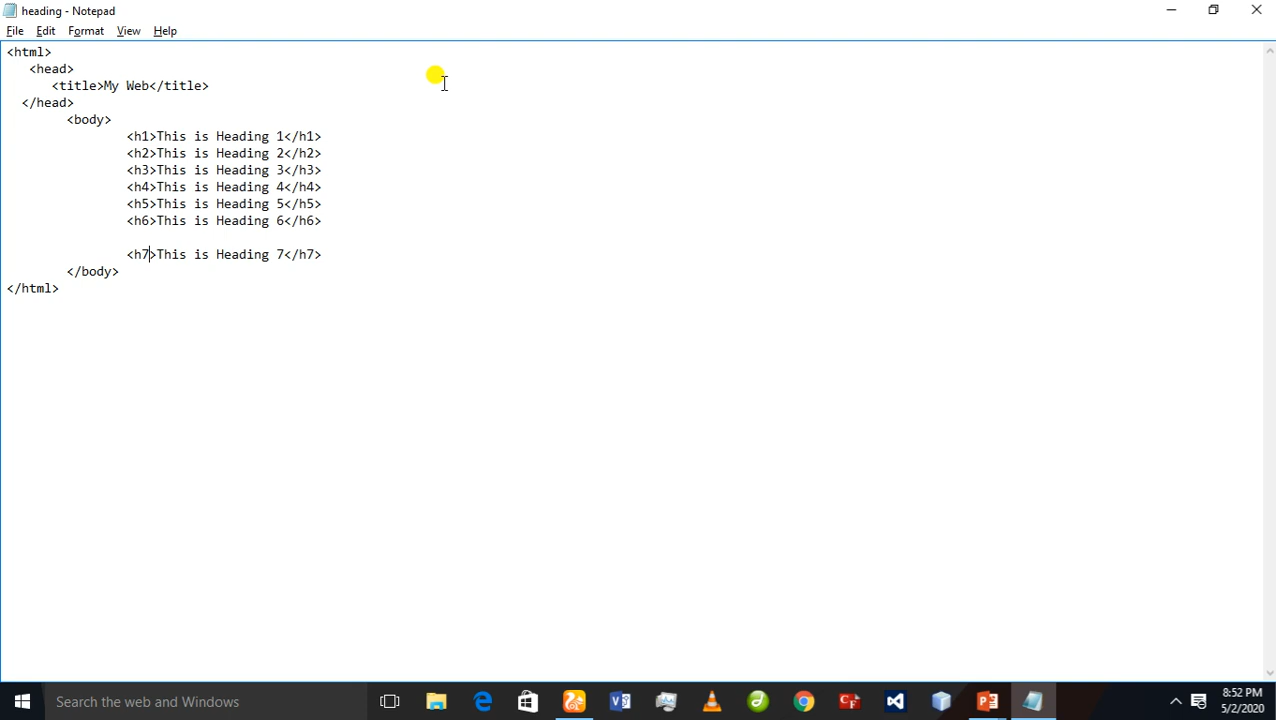 heading - Notepad
File Edit Format View Help
<html>
<head>
<title>My Web</title>
</head>
<body>
<h1>This is Heading 1</h1>
<h2>This is Heading 2</h2>
<h3>This is Heading 3</h3>
<h4>This is Heading 4</h4>
<h5>This is Heading 5</h5>
<h6>This is Heading 6</h6>
<h7>This is Heading 7</h7>
</body>
</html>
Search the web and Windows
CF
8:52 PM
5/2/2020